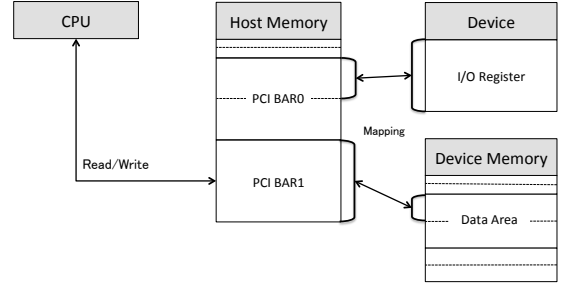 CPU
Host Memory
Device
I/O Register
PCI BAR0
Mapping
Device Memory
Read/Write
PCI BAR1
Data Area